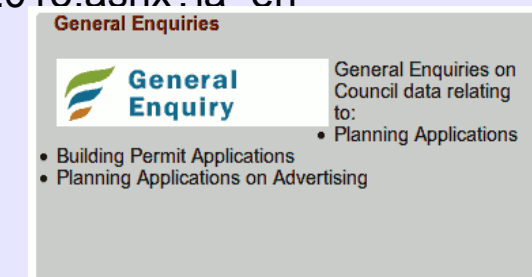 General Enquiries
General
Enquiry
General Enquiries on
Council data relating
to:
• Planning Applications
• Building Permit Applications
• Planning Applications on Advertising